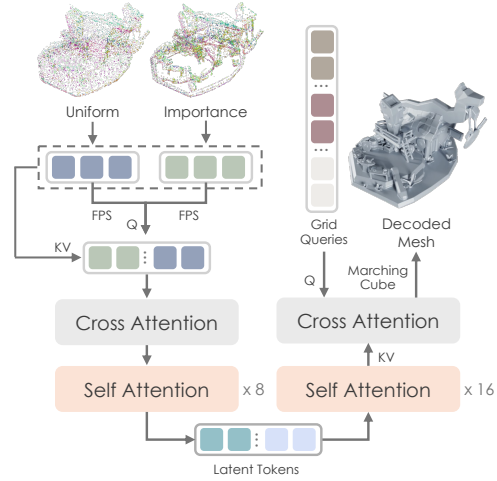 Uniform
Importance
FPS
FPS
Q
KV
Cross Attention
Self Attention
x 8
Latent Tokens
Grid
Queries
Decoded
Mesh
Q
Marching
Cube
Cross Attention
KV
Self Attention
x 16